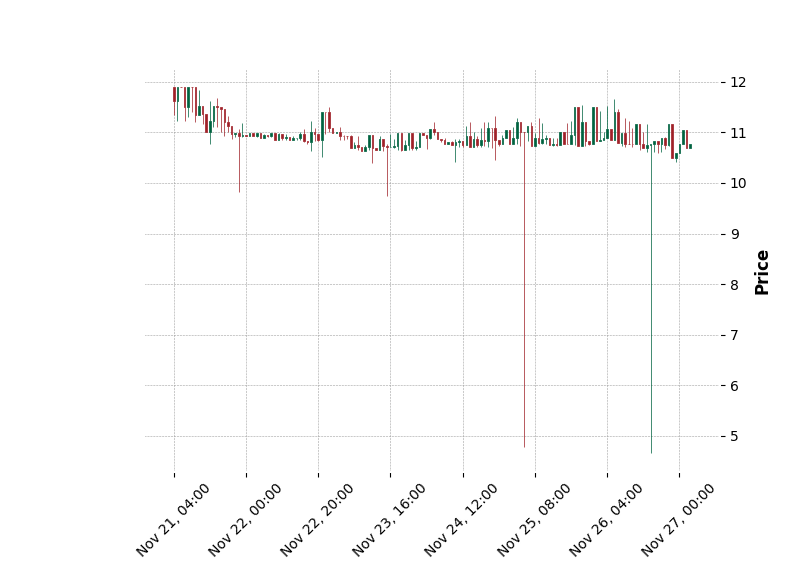 12
11
10
9
8
7
6
5
Price
Nov 21, 04:00
Nov 22, 00:00
Nov 22, 20:00
Nov 23, 16:00
Nov 24, 12:00
Nov 25, 08:00
Nov 26, 04:00
Nov 27, 00:00